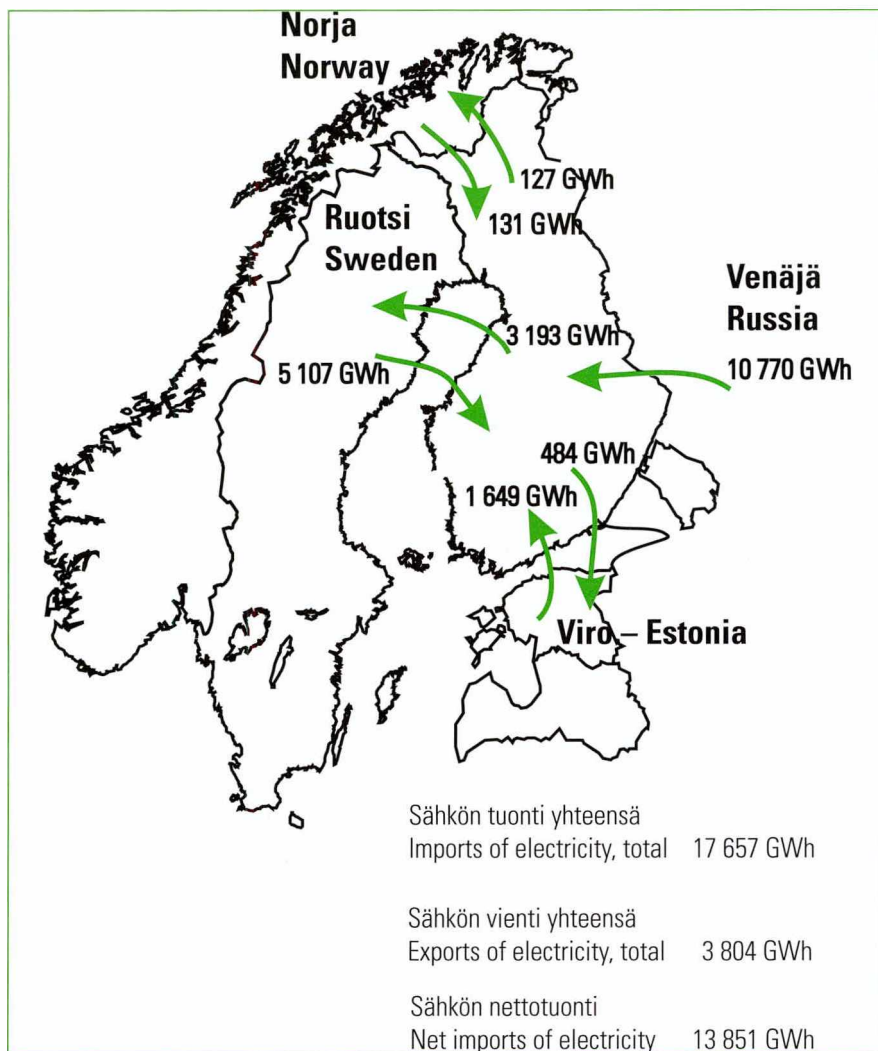 Norja
Norway
127 GWh
131 GWh
Ruotsi
Sweden
Venäjä
Russia
3 193 GWh
10 770 GWh
5 107 GWh
484 GWh
1 649 GWh
Viro – Estonia
Sähkön tuonti yhteensä
Imports of electricity, total 17 657 GWh
Sähkön vienti yhteensä
Exports of electricity, total 3 804 GWh
Sähkön nettotuonti
Net imports of electricity 13 851 GWh